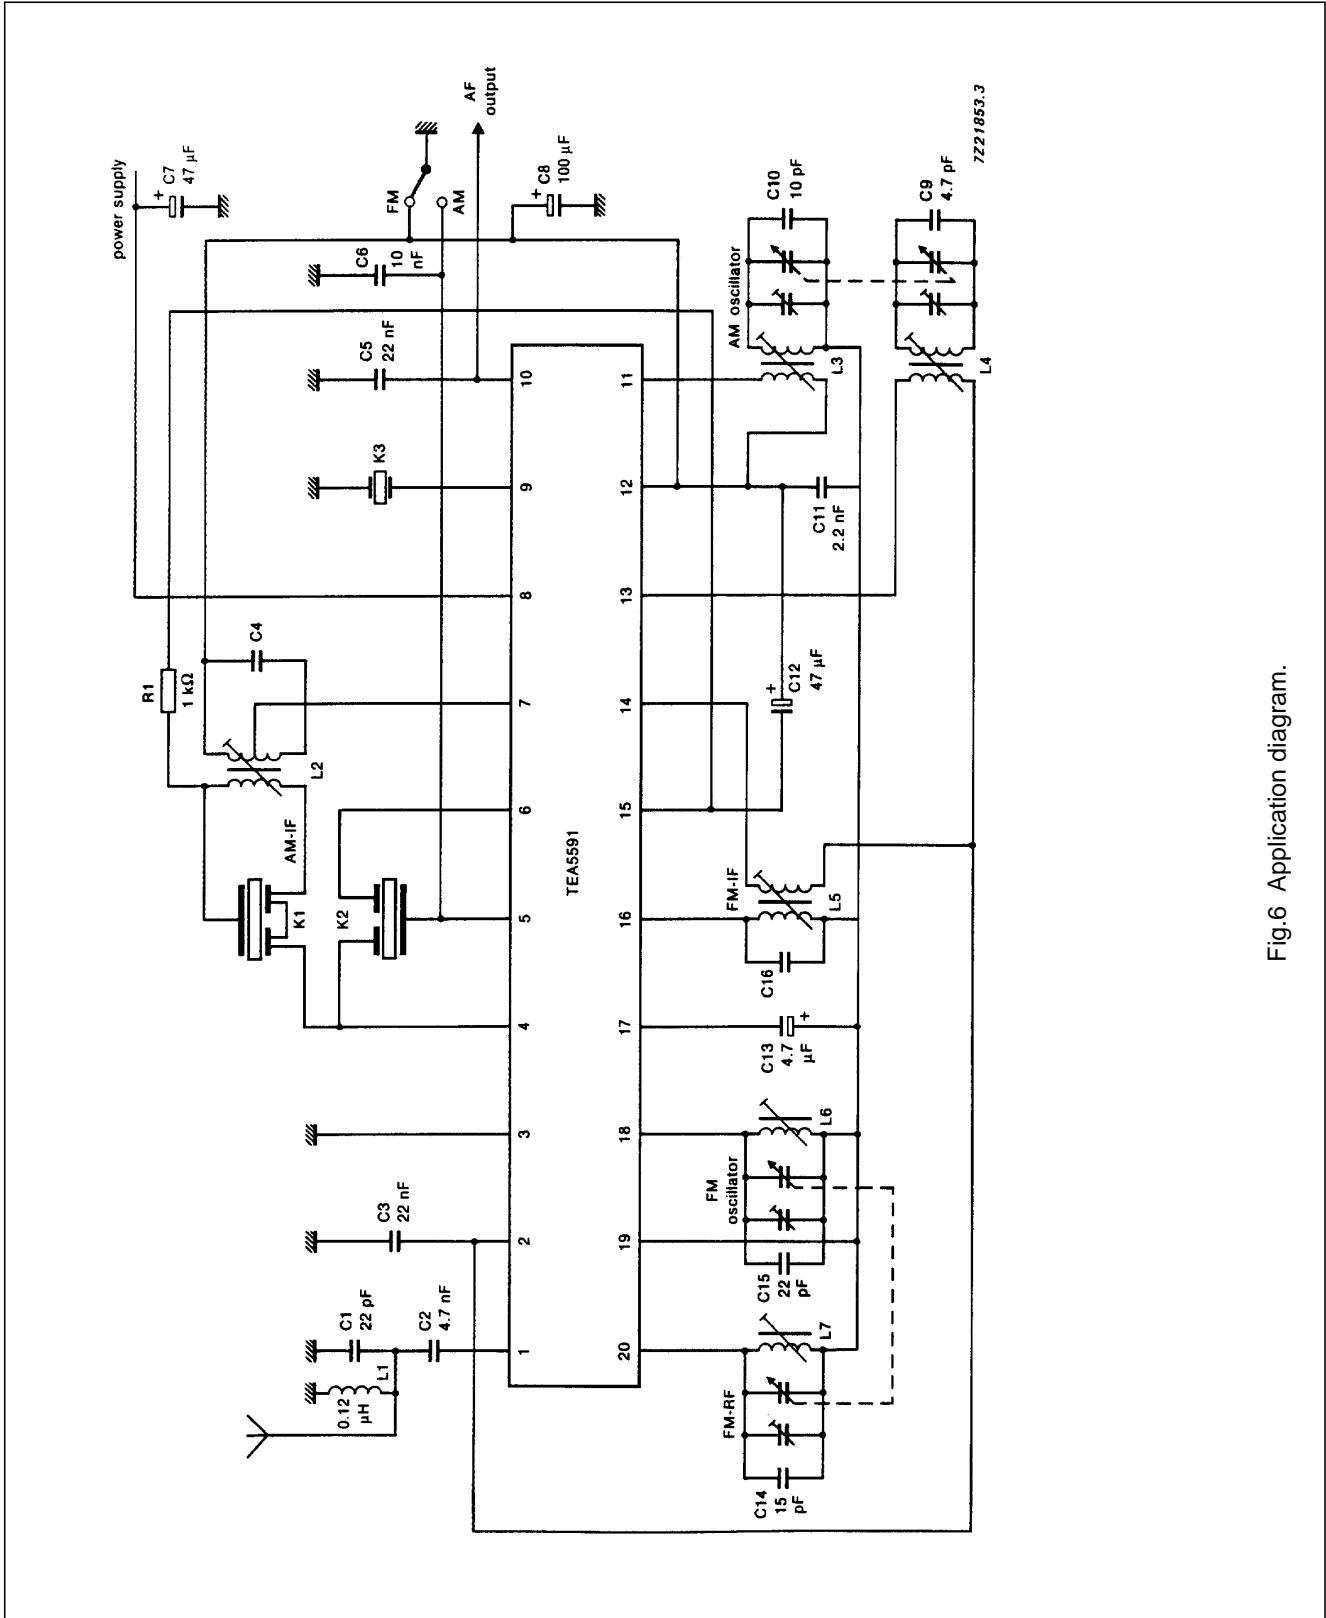 power supply
C7
47 µF
+
AF
output
FM
AM
C8
100 µF
+
C6
10
nF
C5
22 nF
K3
R1
1 kΩ
C4
L2
AM-IF
K1
K2
C3
22 nF
C1
22 pF
C2
4.7 nF
L1
0.12
µH
1
2
3
4
5
6
7
8
9
10
TEA5591
20
19
18
17
16
15
14
13
12
11
AM oscillator
C10
10 pF
L3
C9
4.7 pF
L4
C11
2.2 nF
C12
47 µF
+
FM-IF
L5
C16
C13
4.7
µF
+
L6
FM
oscillator
C15
22
pF
L7
FM-RF
C14
15
pF
7Z21853.3
Fig.6 Application diagram.